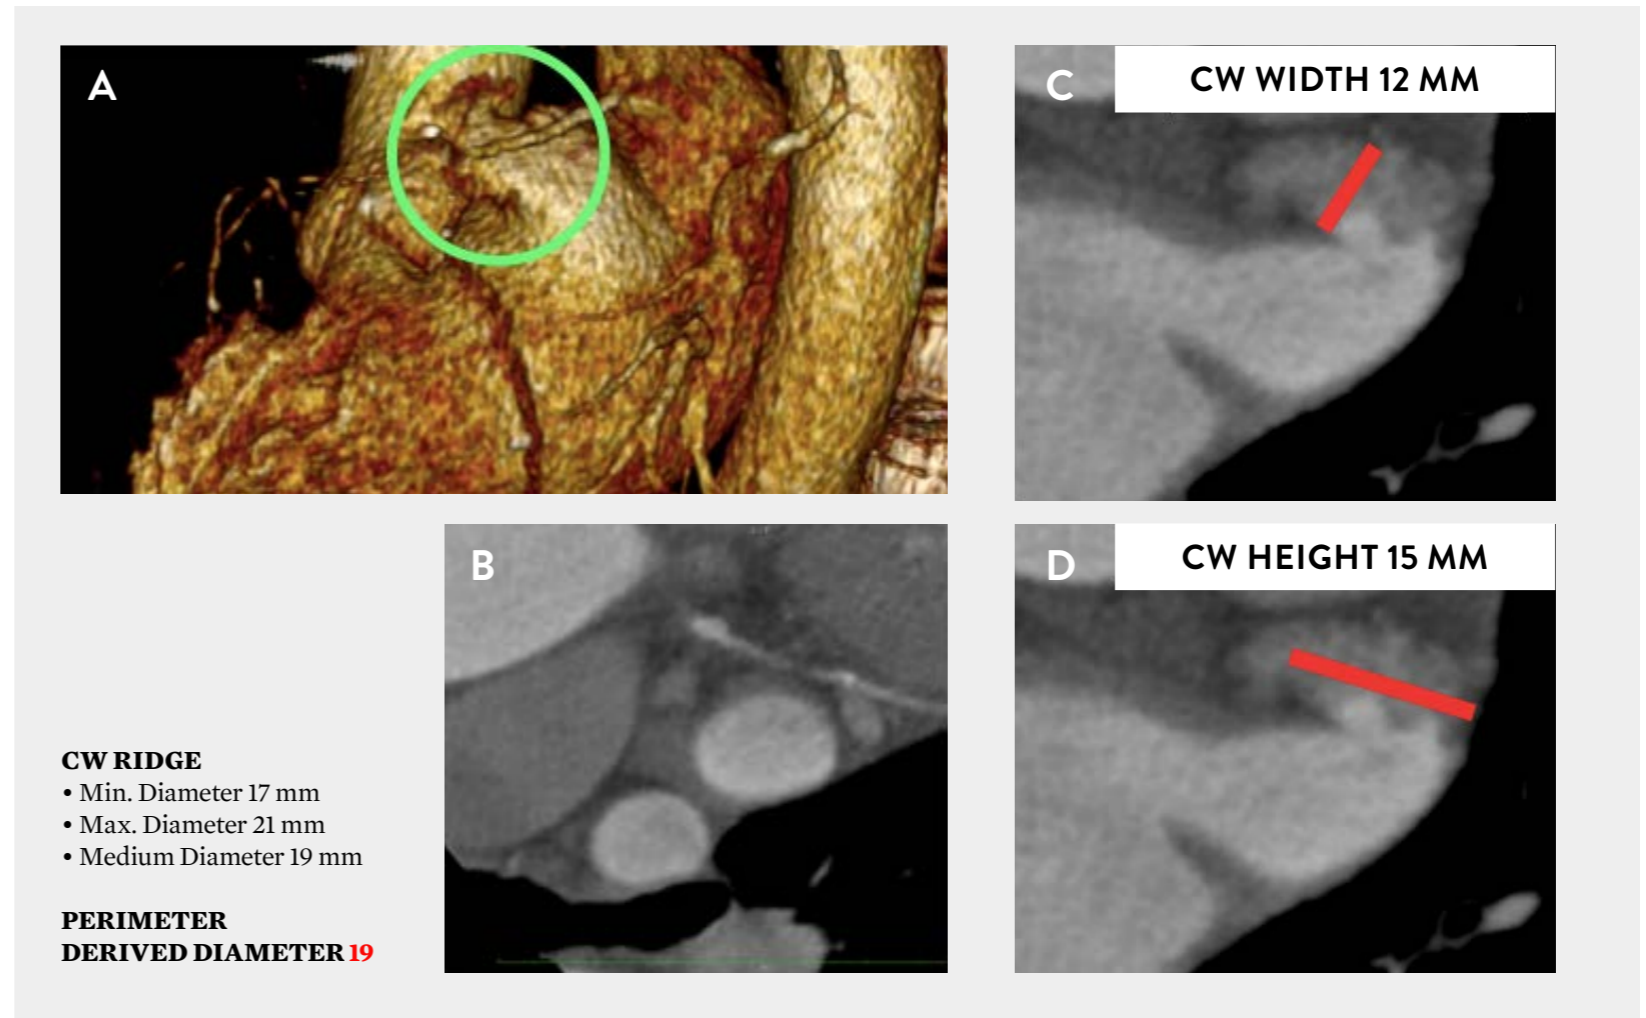 A
C
CW WIDTH 12 MM
B
D
CW HEIGHT 15 MM
CW RIDGE
• Min. Diameter 17 mm
• Max. Diameter 21 mm
• Medium Diameter 19 mm
PERIMETER
DERIVED DIAMETER 19